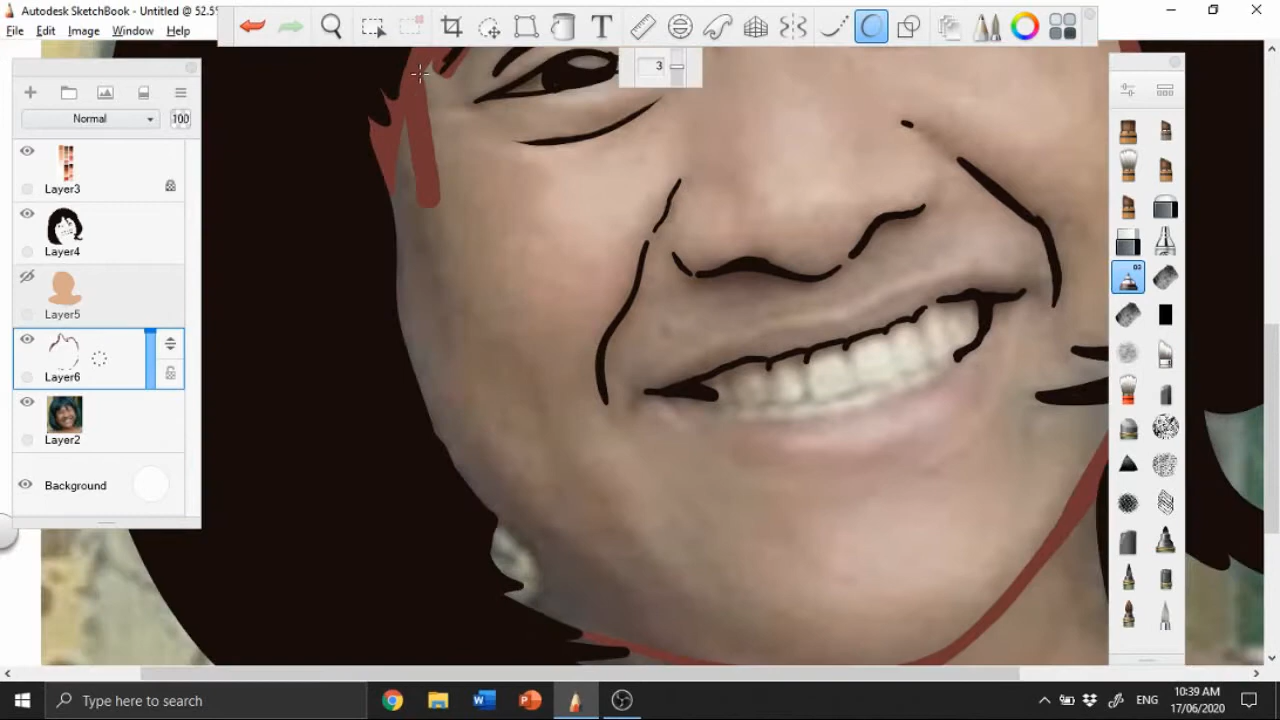 Autodesk SketchBook - Untitled @ 52.5%
File Edit Image Window Help
T
3
Normal 100
Layer3
Layer4
Layer5
Layer6
Layer2
Background
Type here to search
ENG
10:39 AM
17/06/2020